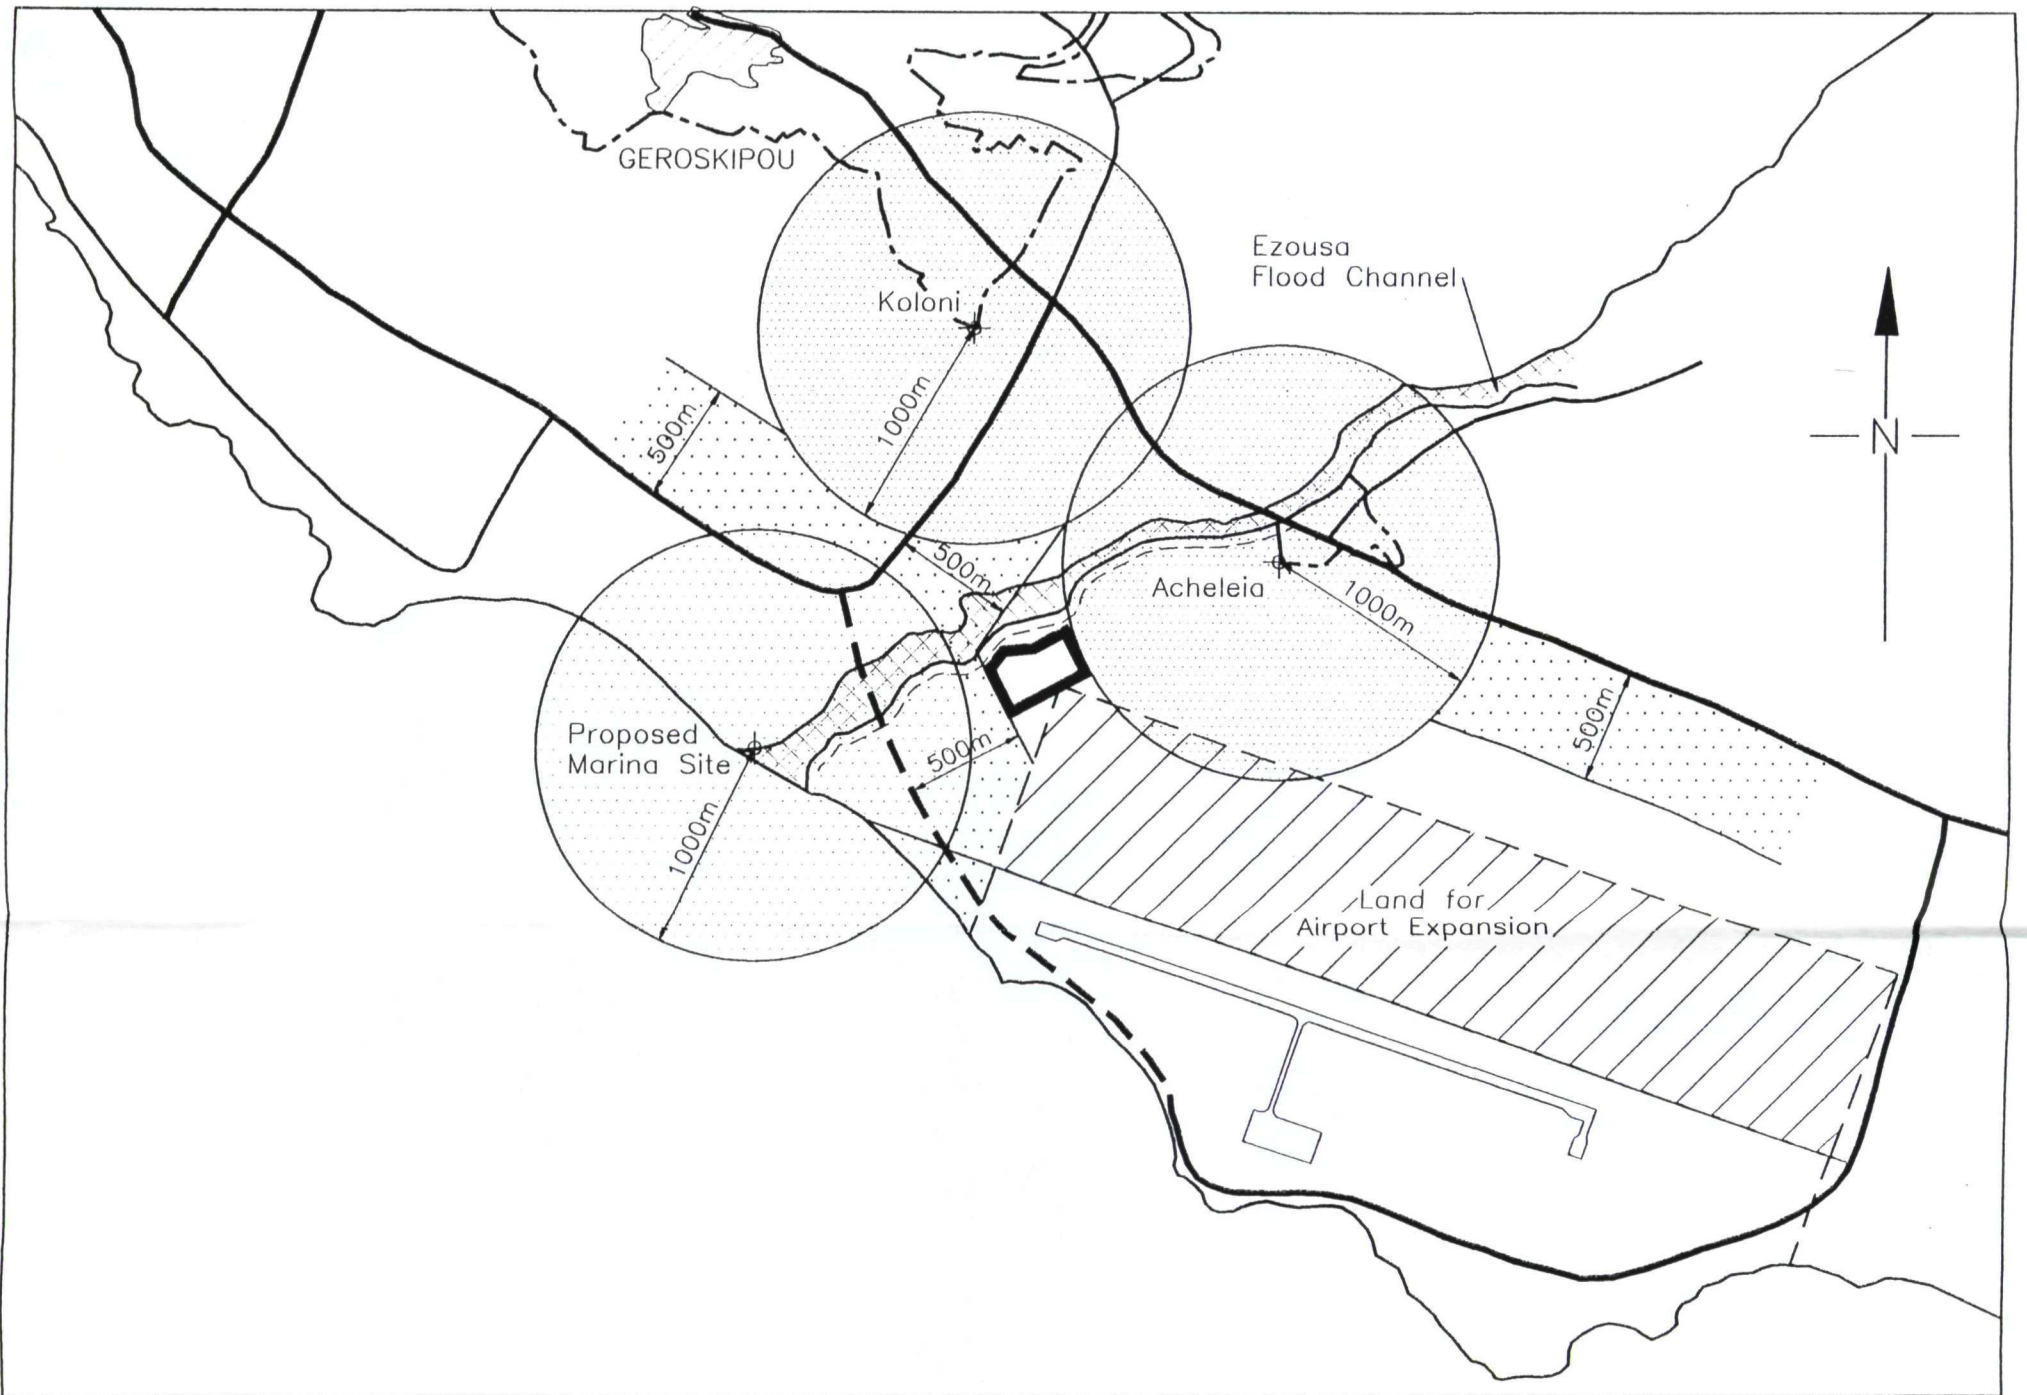 GEROSKIPOU
Ezousa
Flood Channel
Koloni
1000m
500m
N
500m
Acheleia
1000m
Proposed
Marina Site
500m
500m
1000m
Land for
Airport Expansion